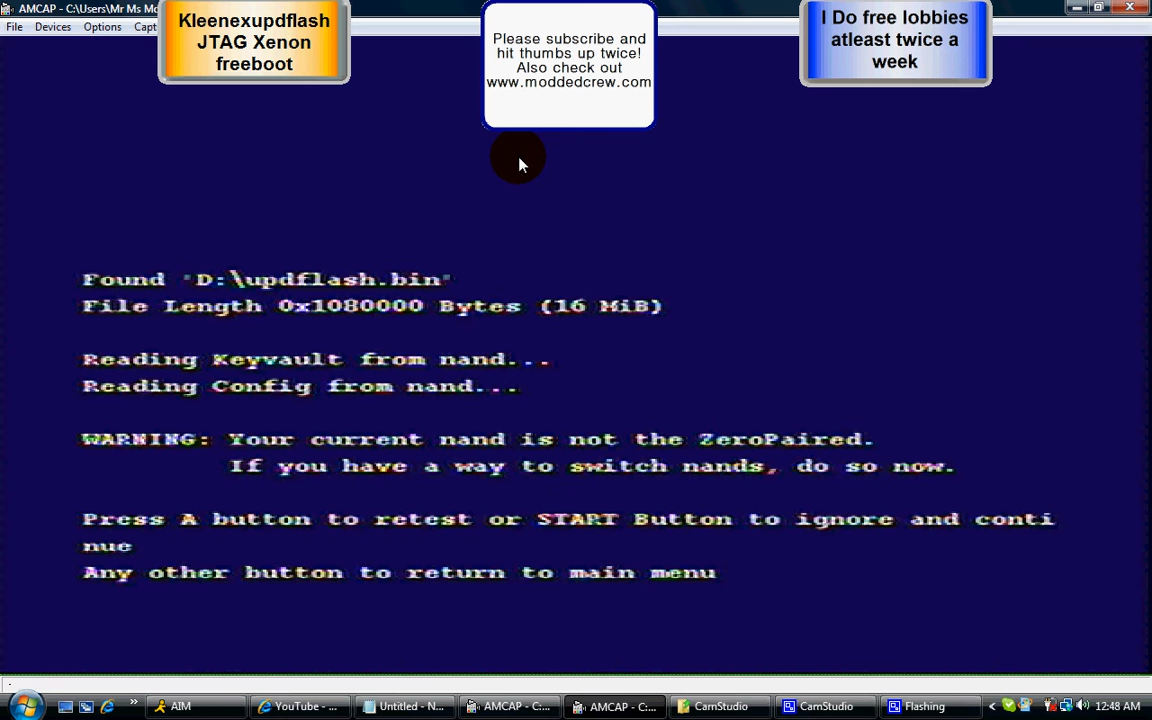 AMCAP - C:\Users\Mr Ms Mo
File Devices Options Capt
Kleenexupdflash
JTAG Xenon
freeboot
Please subscribe and
hit thumbs up twice!
Also check out
www.moddedcrew.com
I Do free lobbies
atleast twice a
week
Found "D:\updflash.bin"
File Length 0x1080000 Bytes (16 MiB)
Reading Keyvault from nand...
Reading Config from nand...
WARNING: Your current nand is not the ZeroPaired.
If you have a way to switch nands, do so now.
Press A button to retest or START Button to ignore and conti
nue
Any other button to return to main menu
AIM YouTube - ... Untitled - N... AMCAP - C:... AMCAP - C:... CamStudio CamStudio Flashing 12:48 AM